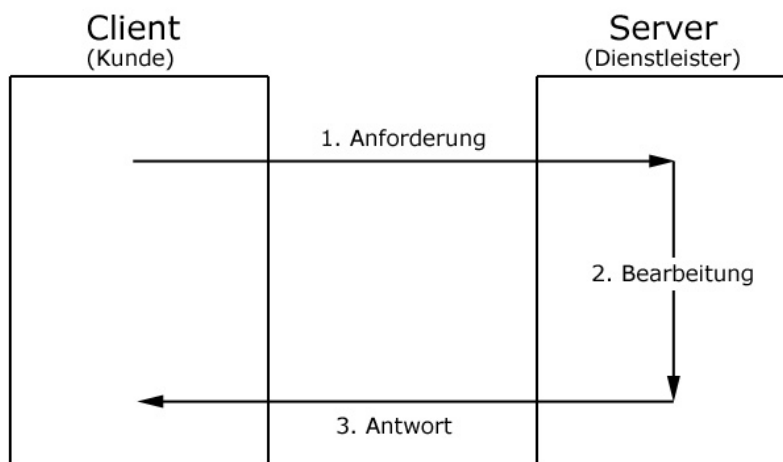 Client
(Kunde)
Server
(Dienstleister)
1. Anforderung
2. Bearbeitung
3. Antwort